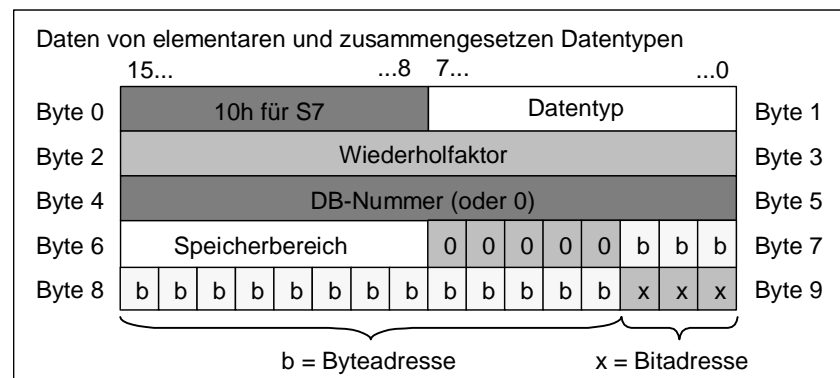 Daten von elementaren und zusammengesetzen Datentypen
15... ...8 7... ...0
Byte 0 10h für S7 Datentyp Byte 1
Byte 2 Wiederholfaktor Byte 3
Byte 4 DB-Nummer (oder 0) Byte 5
Byte 6 Speicherbereich 0 0 0 0 0 b b b Byte 7
Byte 8 b b b b b b b b b b b b b x x x Byte 9
b = Byteadresse x = Bitadresse